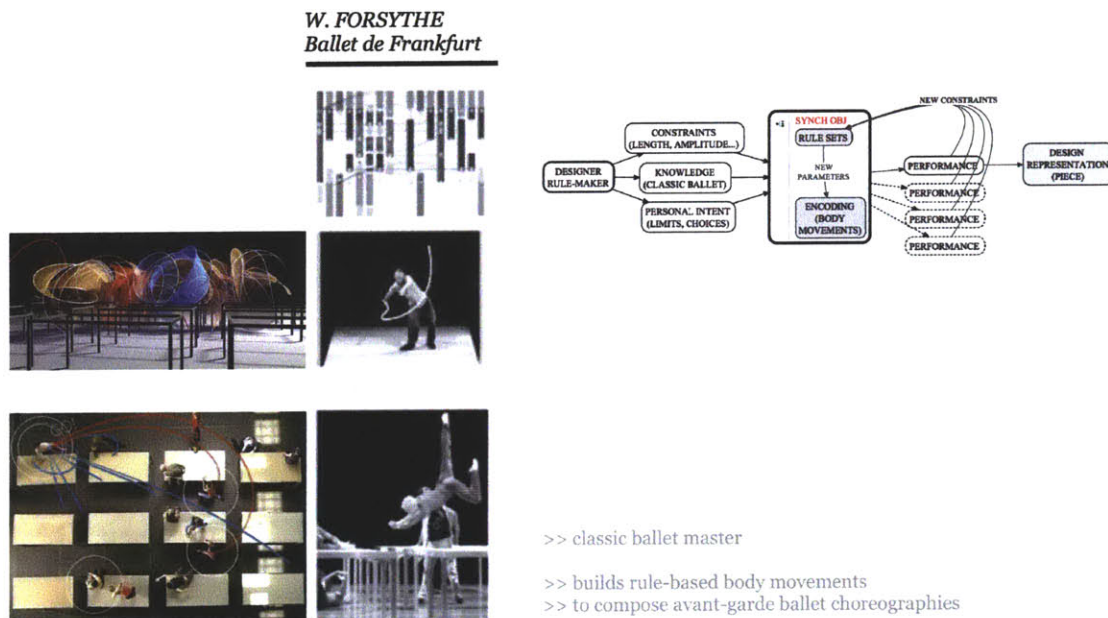 W. FORSYTHE
Ballet de Frankfurt
NEW CONSTRAINTS
SYNCH OBJ
RULE SETS
CONSTRAINTS
(LENGTH, AMPLITUDE...)
DESIGNER
RULE-MAKER
KNOWLEDGE
(CLASSIC BALLET)
PERSONAL INTENT
(LIMITS, CHOICES)
NEW
PARAMETERS
ENCODING
(BODY
MOVEMENTS)
PERFORMANCE
PERFORMANCE
PERFORMANCE
PERFORMANCE
DESIGN
REPRESENTATION
(PIECE)
>> classic ballet master
>> builds rule-based body movements
>> to compose avant-garde ballet choreographies